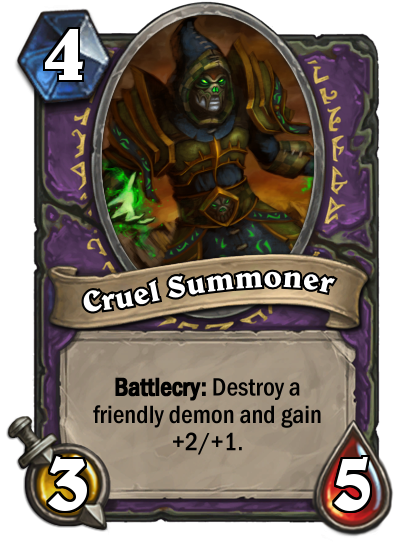 4
Cruel Summoner
Battlecry: Destroy a
friendly demon and gain
+2/+1.
3
5